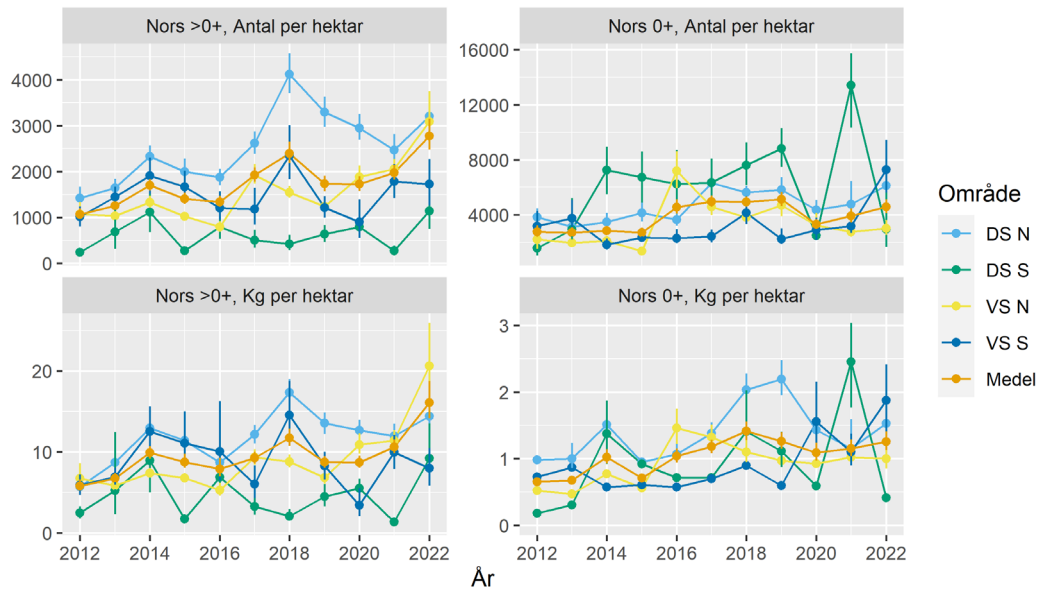 Nors >0+, Antal per hektar
Nors 0+, Antal per hektar
4000
3000
2000
1000
0
16000
12000
8000
4000
Nors >0+, Kg per hektar
Nors 0+, Kg per hektar
20
10
0
3
2
1
0
2012 2014 2016 2018 2020 2022
2012 2014 2016 2018 2020 2022
År
Område
DS N
DS S
VS N
VS S
Medel